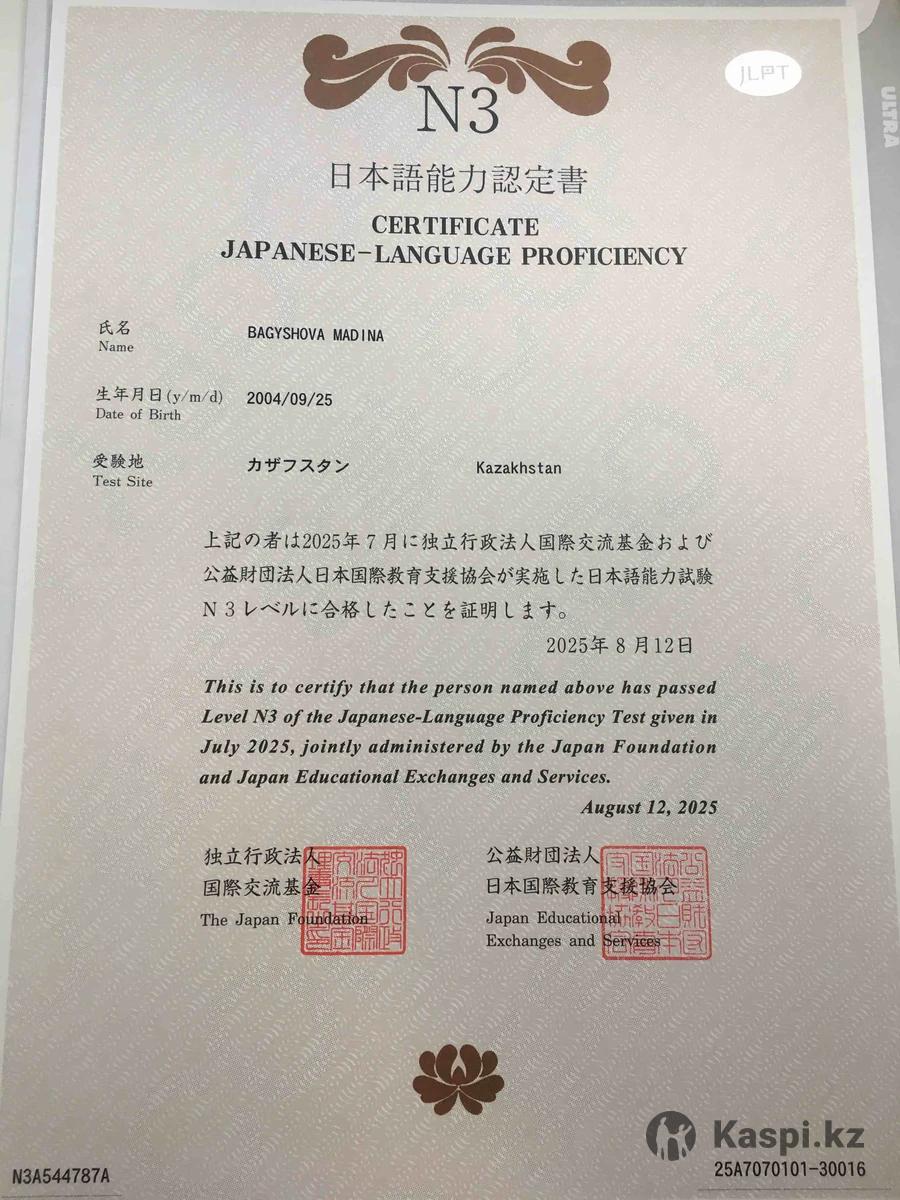 JLPT
ULTRA
N3
日本語能力認定書
CERTIFICATE
JAPANESE-LANGUAGE PROFICIENCY
氏名 BAGYSHOVA MADINA
Name
生年月日(y/m/d) 2004/09/25
Date of Birth
受験地 カザフスタン Kazakhstan
Test Site
上記の者は2025年7月に独立行政法人国際交流基金および
公益財団法人日本国際教育支援協会が実施した日本語能力試験
N3レベルに合格したことを証明します。
2025年8月12日
This is to certify that the person named above has passed
Level N3 of the Japanese-Language Proficiency Test given in
July 2025, jointly administered by the Japan Foundation
and Japan Educational Exchanges and Services.
August 12, 2025
独立行政法人
国際交流基金
The Japan Foundation
公益財団法人
日本国際教育支援協会
Japan Educational
Exchanges and Services
Kaspi.kz
N3A544787A
25A7070101-30016